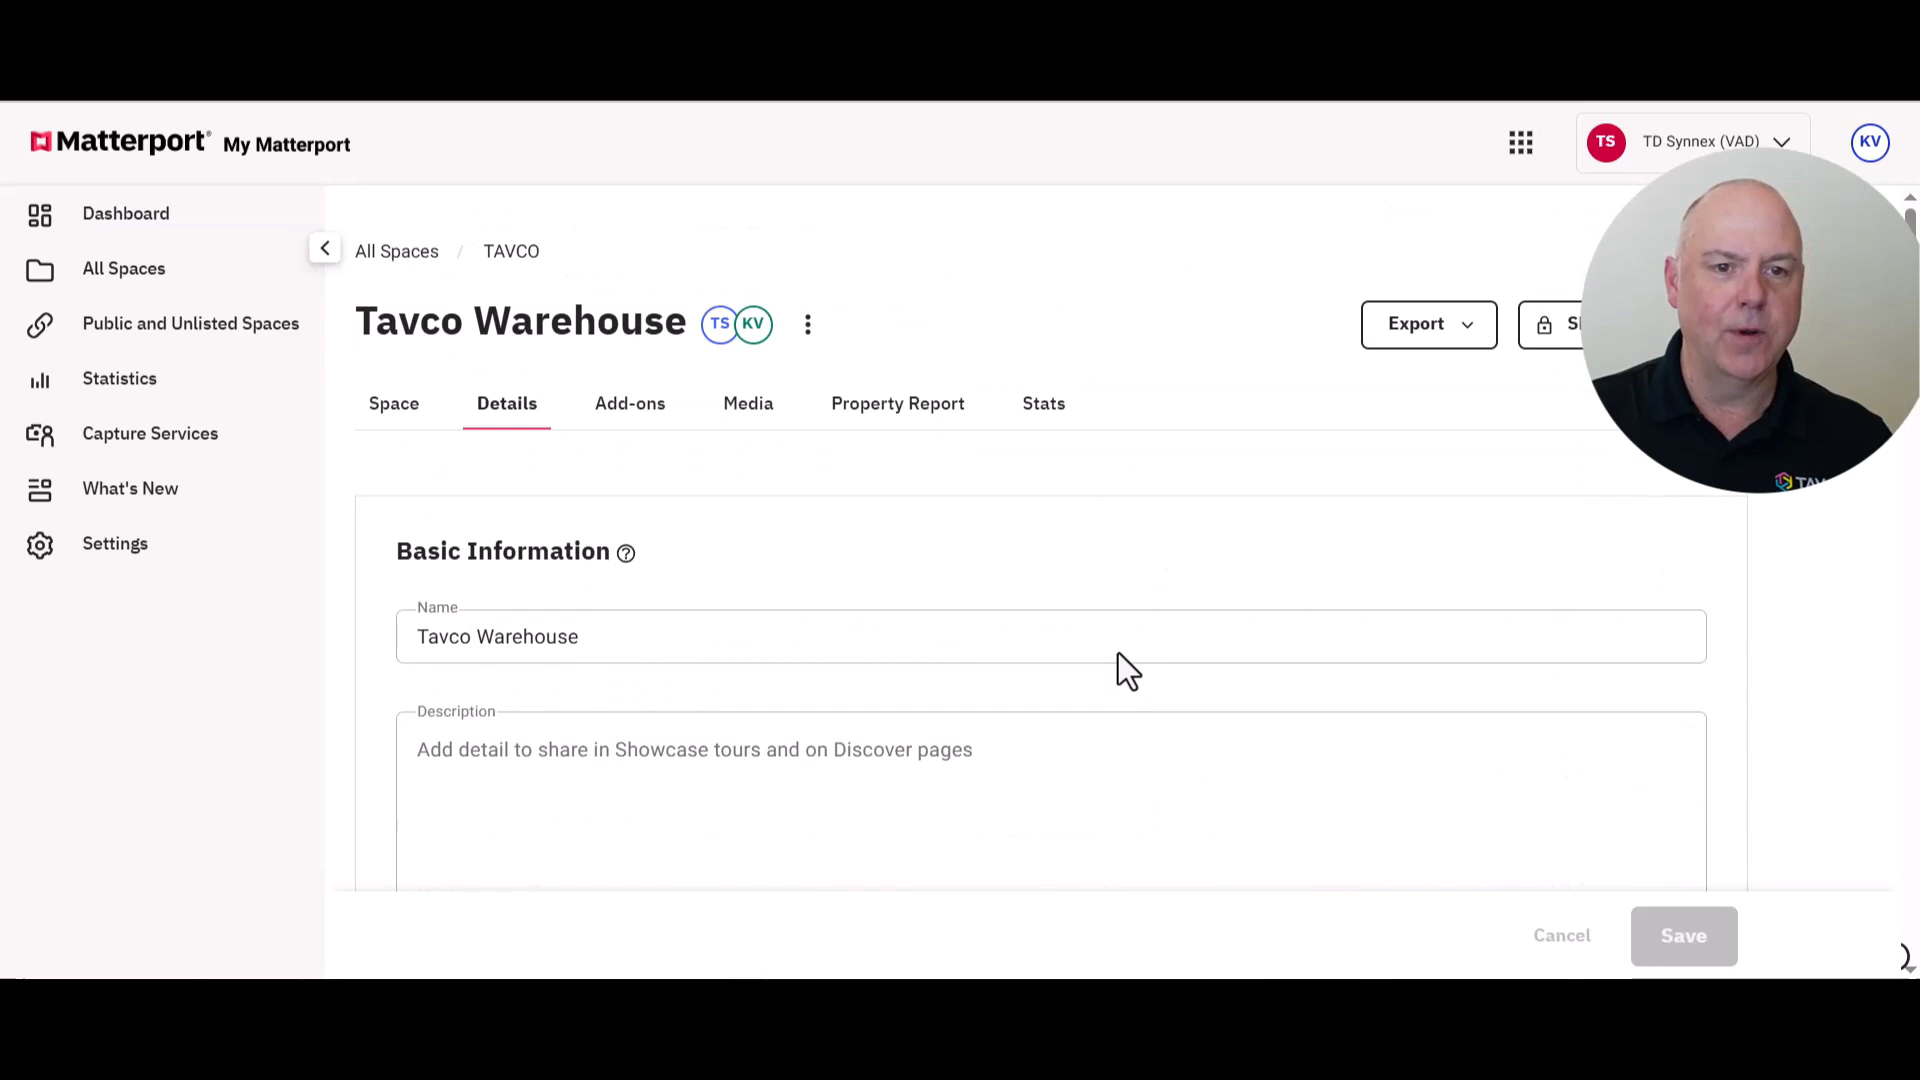 Matterport® My Matterport
TS TD Synnex (VAD)
KV
Dashboard
All Spaces
Public and Unlisted Spaces
Statistics
Capture Services
What's New
Settings
All Spaces / TAVCO
Tavco Warehouse TS KV
Export
Space Details Add-ons Media Property Report Stats
Basic Information
Name
Tavco Warehouse
Description
Add detail to share in Showcase tours and on Discover pages
Cancel Save